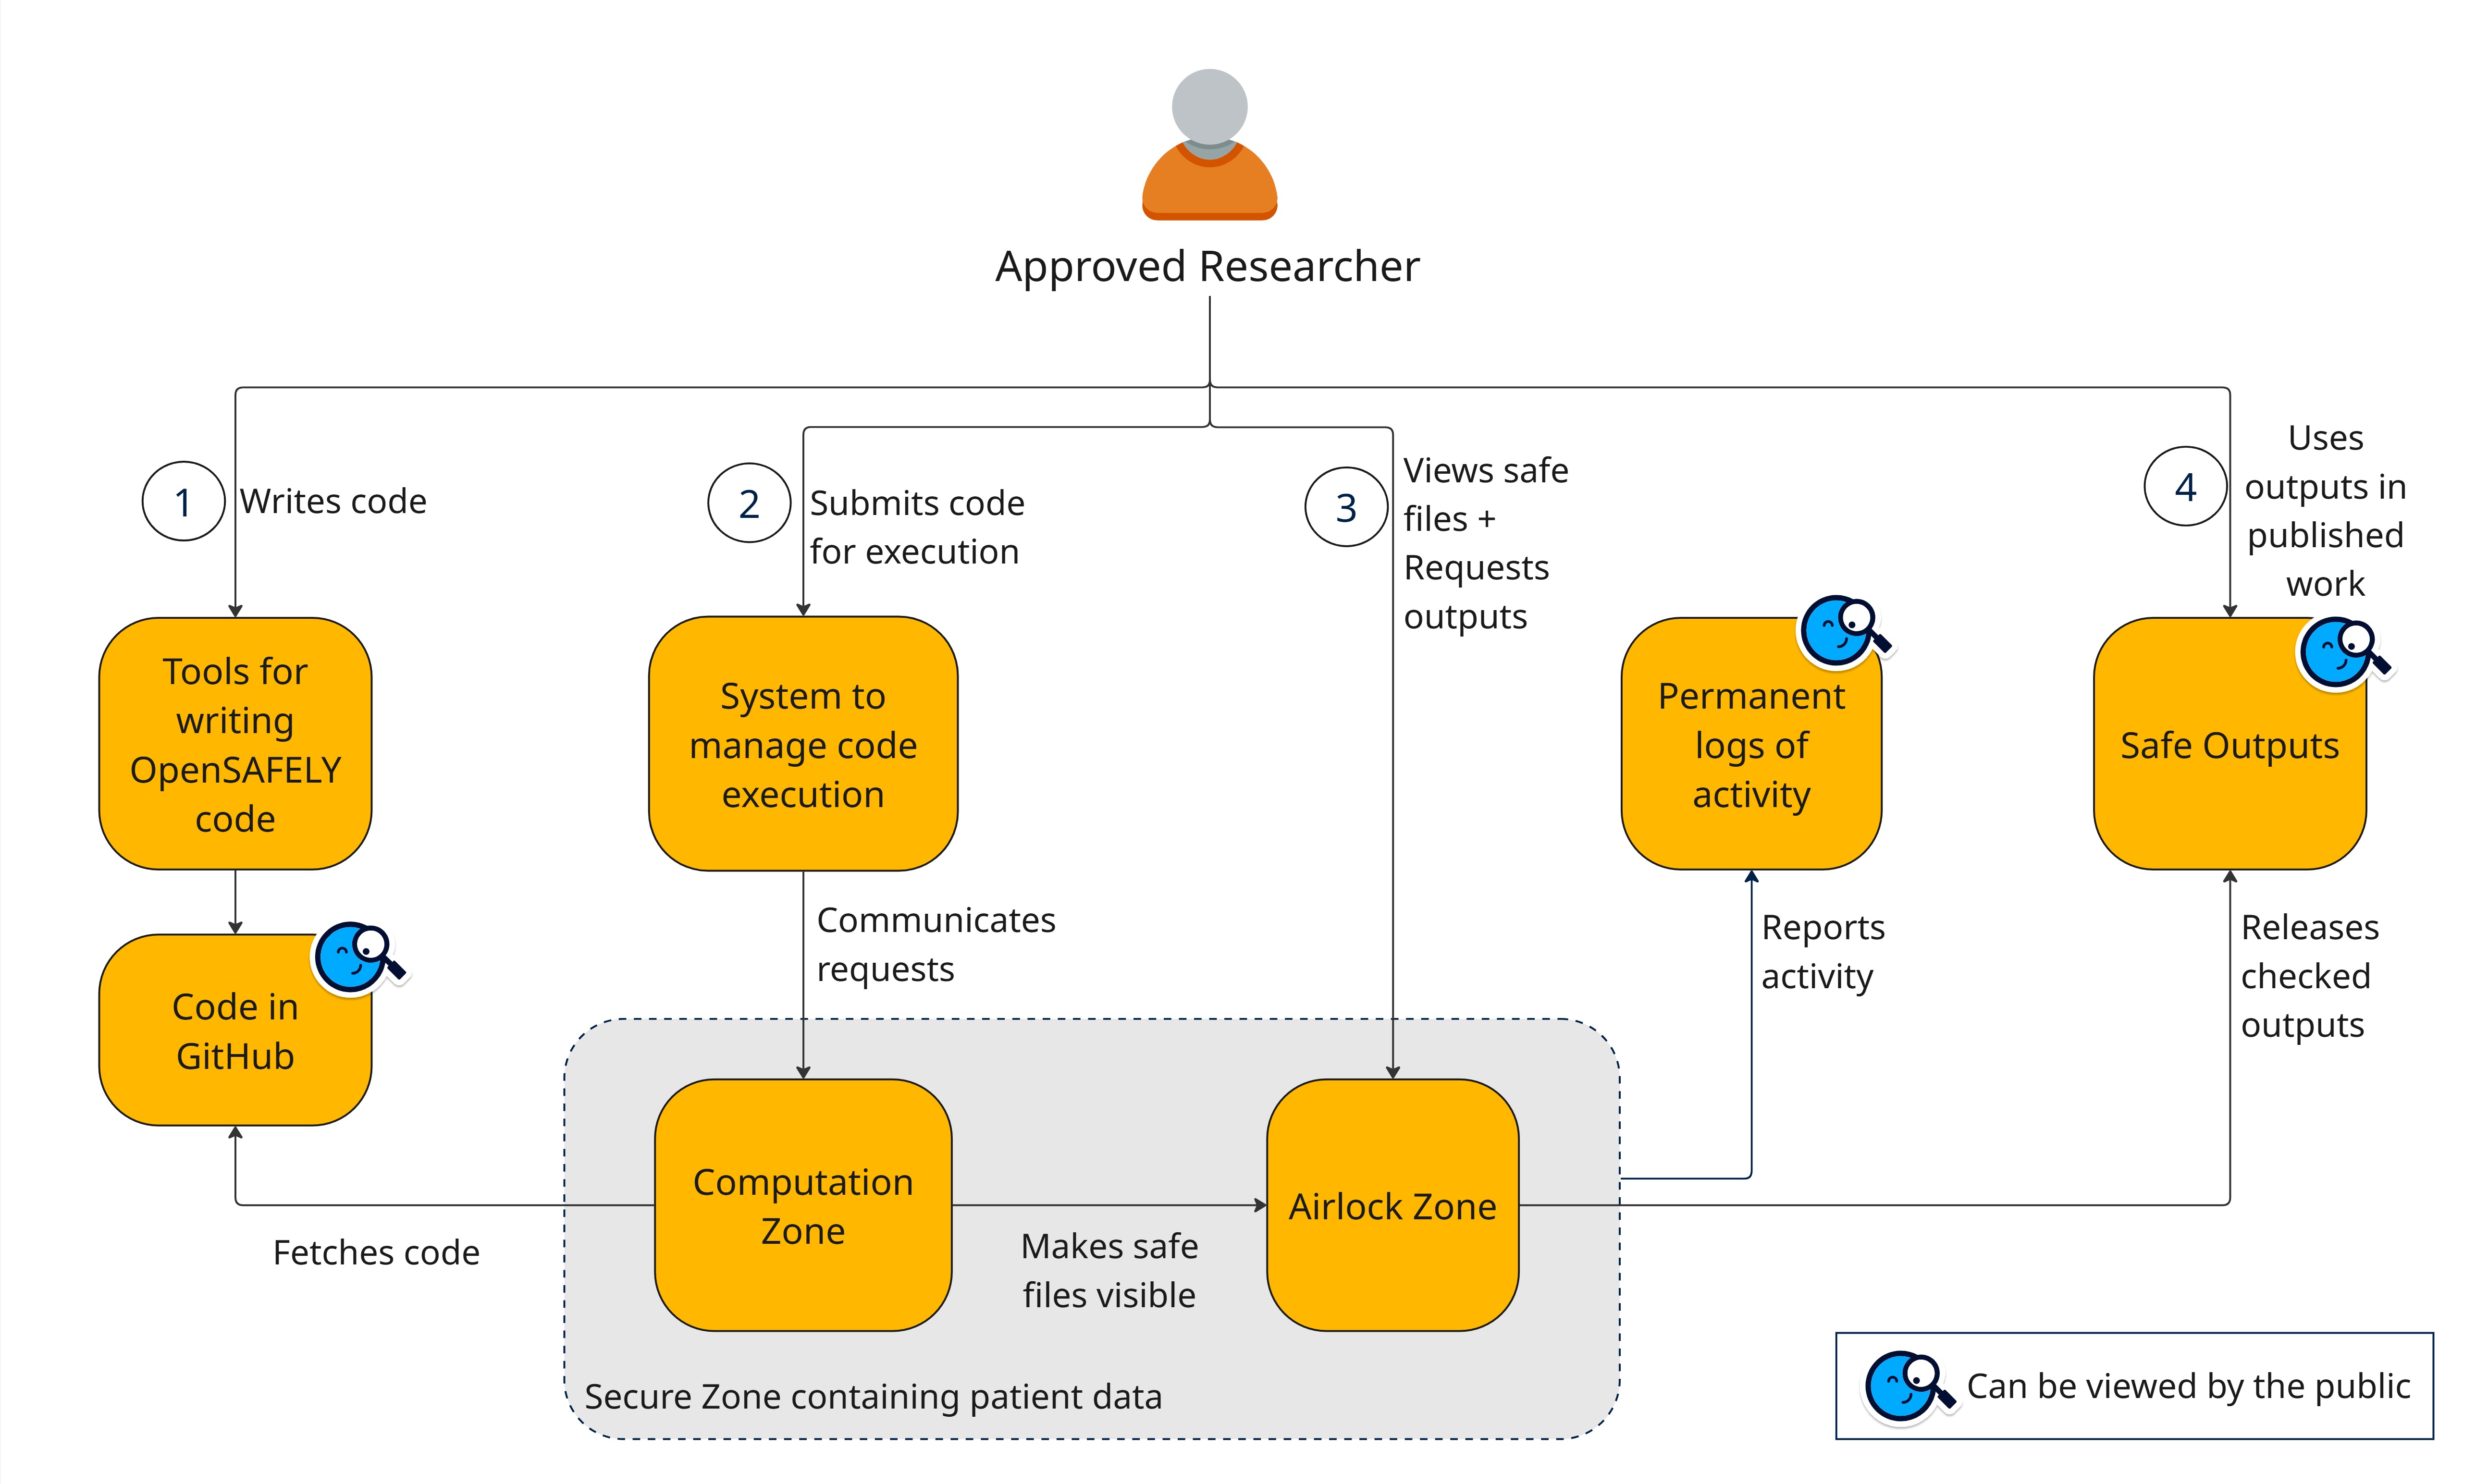 Approved Researcher
1
Writes code
2
Submits code
for execution
3
Views safe
files +
Requests
outputs
4
Uses
outputs in
published
work
Tools for
writing
OpenSAFELY
code
System to
manage code
execution
Permanent
logs of
activity
Safe Outputs
Code in
GitHub
Communicates
requests
Reports
activity
Releases
checked
outputs
Computation
Zone
Airlock Zone
Fetches code
Makes safe
files visible
Secure Zone containing patient data
Can be viewed by the public